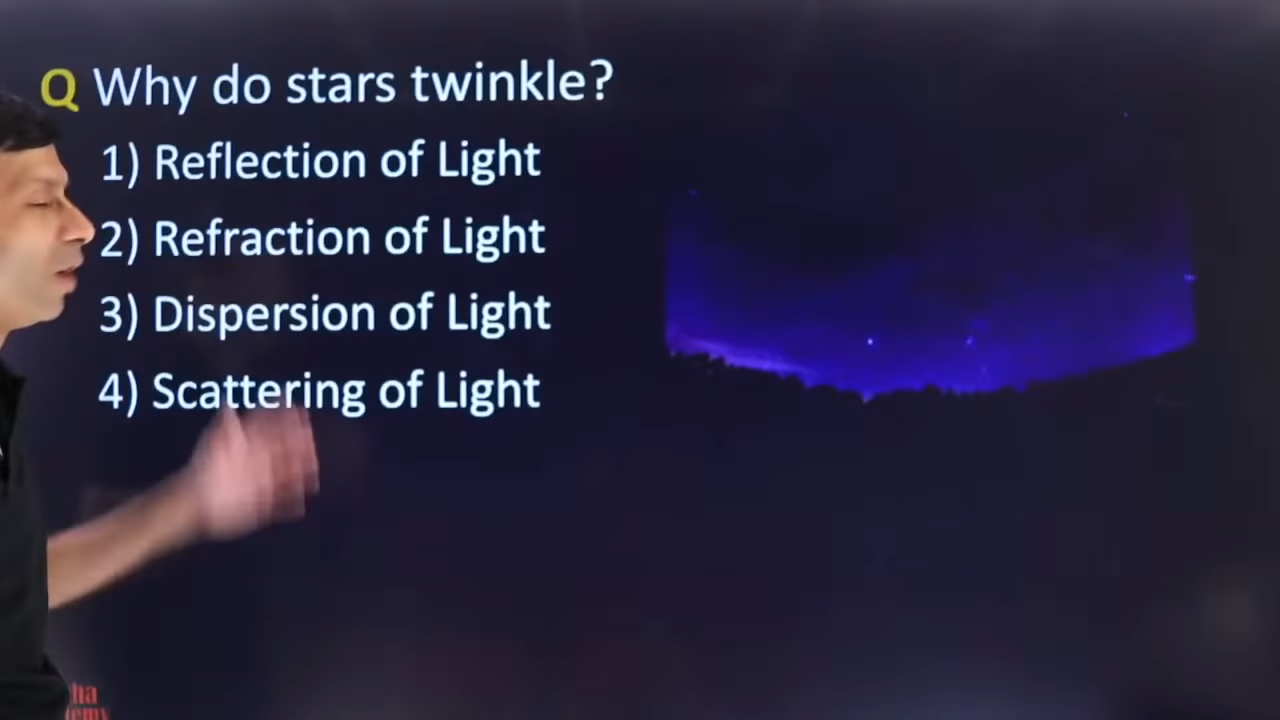 Q Why do stars twinkle?
1) Reflection of Light
2) Refraction of Light
3) Dispersion of Light
4) Scattering of Light